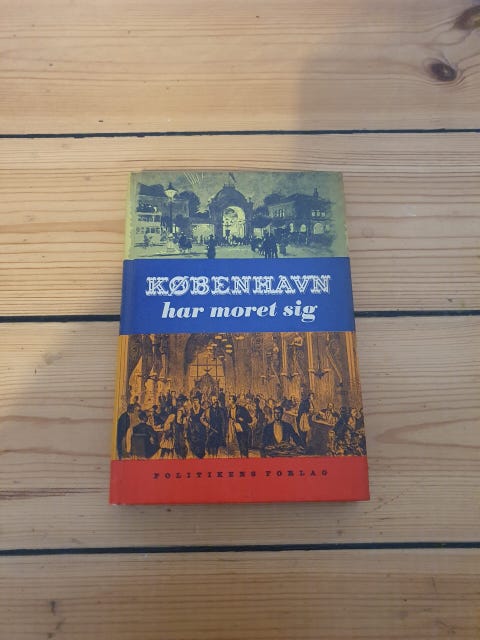 KØBENHAVN
har moret sig
POLITIKENS FORLAG